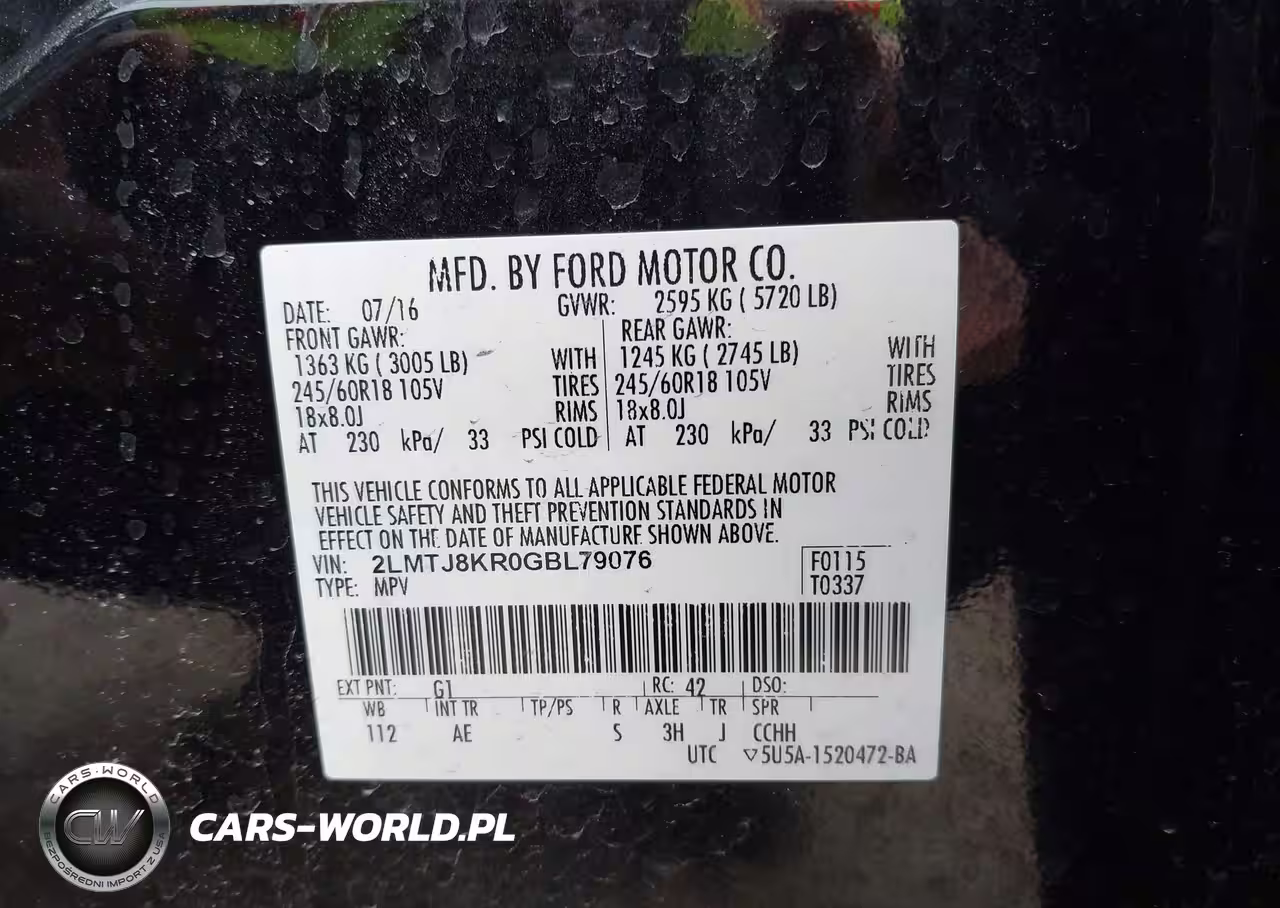 MFD. BY FORD MOTOR CO.
DATE: 07/16 GVWR: 2595 KG ( 5720 LB)
FRONT GAWR: REAR GAWR:
1363 KG ( 3005 LB) WITH 1245 KG ( 2745 LB) WITH
245/60R18 105V TIRES 245/60R18 105V TIRES
18x8.0J RIMS 18x8.0J RIMS
AT 230 kPa/ 33 PSI COLD AT 230 kPa/ 33 PSI COLD
THIS VEHICLE CONFORMS TO ALL APPLICABLE FEDERAL MOTOR
VEHICLE SAFETY AND THEFT PREVENTION STANDARDS IN
EFFECT ON THE DATE OF MANUFACTURE SHOWN ABOVE.
VIN: 2LMTJ8KR0GBL79076 F0115
TYPE: MPV T0337
EXT PNT: G1 RC: 42 DSO:
WB INT TR TP/PS R AXLE TR SPR
112 AE S 3H J CCHH
UTC ▽5U5A-1520472-BA
CARS-WORLD
CW
BEZPOŚREDNI IMPORT Z USA
CARS-WORLD.PL